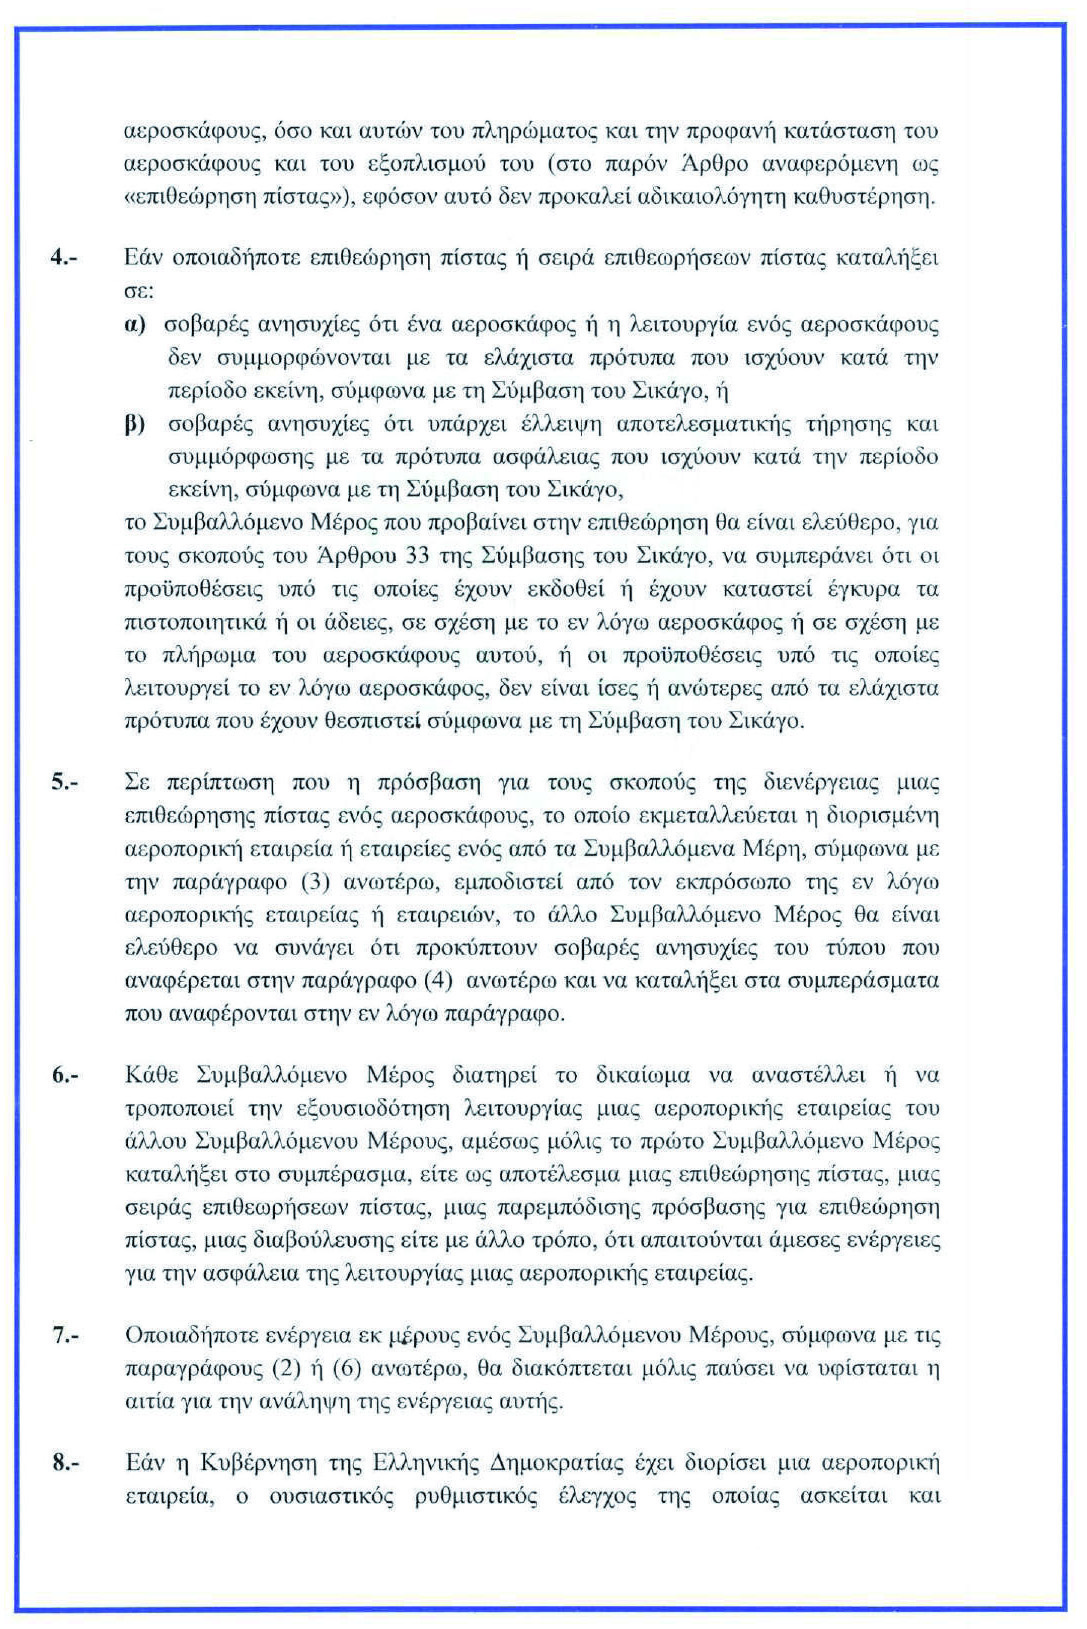 αεροσκάφους, όσο και αυτών του πληρώματος και την προφανή κατάσταση του
αεροσκάφους και του εξοπλισμού του (στο παρόν Άρθρο αναφερόμενη ως
«επιθεώρηση πίστας»), εφόσον αυτό δεν προκαλεί αδικαιολόγητη καθυστέρηση.
4.- Εάν οποιαδήποτε επιθεώρηση πίστας ή σειρά επιθεωρήσεων πίστας καταλήξει
σε:
α) σοβαρές ανησυχίες ότι ένα αεροσκάφος ή η λειτουργία ενός αεροσκάφους
δεν συμμορφώνονται με τα ελάχιστα πρότυπα που ισχύουν κατά την
περίοδο εκείνη, σύμφωνα με τη Σύμβαση του Σικάγο, ή
β) σοβαρές ανησυχίες ότι υπάρχει έλλειψη αποτελεσματικής τήρησης και
συμμόρφωσης με τα πρότυπα ασφάλειας που ισχύουν κατά την περίοδο
εκείνη, σύμφωνα με τη Σύμβαση του Σικάγο,
το Συμβαλλόμενο Μέρος που προβαίνει στην επιθεώρηση θα είναι ελεύθερο, για
τους σκοπούς του Άρθρου 33 της Σύμβασης του Σικάγο, να συμπεράνει ότι οι
προϋποθέσεις υπό τις οποίες έχουν εκδοθεί ή έχουν καταστεί έγκυρα τα
πιστοποιητικά ή οι άδειες, σε σχέση με το εν λόγω αεροσκάφος ή σε σχέση με
το πλήρωμα του αεροσκάφους αυτού, ή οι προϋποθέσεις υπό τις οποίες
λειτουργεί το εν λόγω αεροσκάφος, δεν είναι ίσες ή ανώτερες από τα ελάχιστα
πρότυπα που έχουν θεσπιστεί σύμφωνα με τη Σύμβαση του Σικάγο.
5.- Σε περίπτωση που η πρόσβαση για τους σκοπούς της διενέργειας μιας
επιθεώρησης πίστας ενός αεροσκάφους, το οποίο εκμεταλλεύεται η διορισμένη
αεροπορική εταιρεία ή εταιρείες ενός από τα Συμβαλλόμενα Μέρη, σύμφωνα με
την παράγραφο (3) ανωτέρω, εμποδιστεί από τον εκπρόσωπο της εν λόγω
αεροπορικής εταιρείας ή εταιρειών, το άλλο Συμβαλλόμενο Μέρος θα είναι
ελεύθερο να συνάγει ότι προκύπτουν σοβαρές ανησυχίες του τύπου που
αναφέρεται στην παράγραφο (4) ανωτέρω και να καταλήξει στα συμπεράσματα
που αναφέρονται στην εν λόγω παράγραφο.
6.- Κάθε Συμβαλλόμενο Μέρος διατηρεί το δικαίωμα να αναστέλλει ή να
τροποποιεί την εξουσιοδότηση λειτουργίας μιας αεροπορικής εταιρείας του
άλλου Συμβαλλόμενου Μέρους, αμέσως μόλις το πρώτο Συμβαλλόμενο Μέρος
καταλήξει στο συμπέρασμα, είτε ως αποτέλεσμα μιας επιθεώρησης πίστας, μιας
σειράς επιθεωρήσεων πίστας, μιας παρεμπόδισης πρόσβασης για επιθεώρηση
πίστας, μιας διαβούλευσης είτε με άλλο τρόπο, ότι απαιτούνται άμεσες ενέργειες
για την ασφάλεια της λειτουργίας μιας αεροπορικής εταιρείας.
7.- Οποιαδήποτε ενέργεια εκ μέρους ενός Συμβαλλόμενου Μέρους, σύμφωνα με τις
παραγράφους (2) ή (6) ανωτέρω, θα διακόπτεται μόλις παύσει να υφίσταται η
αιτία για την ανάληψη της ενέργειας αυτής.
8.- Εάν η Κυβέρνηση της Ελληνικής Δημοκρατίας έχει διορίσει μια αεροπορική
εταιρεία, ο ουσιαστικός ρυθμιστικός έλεγχος της οποίας ασκείται και